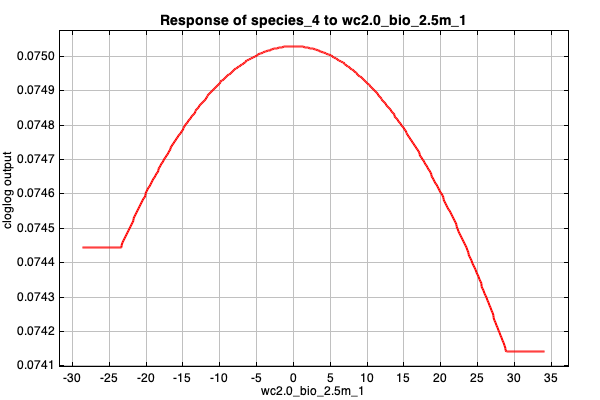 Response of species_4 to wc2.0_bio_2.5m_1
0.0750
0.0749
0.0748
0.0747
0.0746
0.0745
0.0744
0.0743
0.0742
0.0741
cloglog output
-30 -25 -20 -15 -10 -5 0 5 10 15 20 25 30 35
wc2.0_bio_2.5m_1